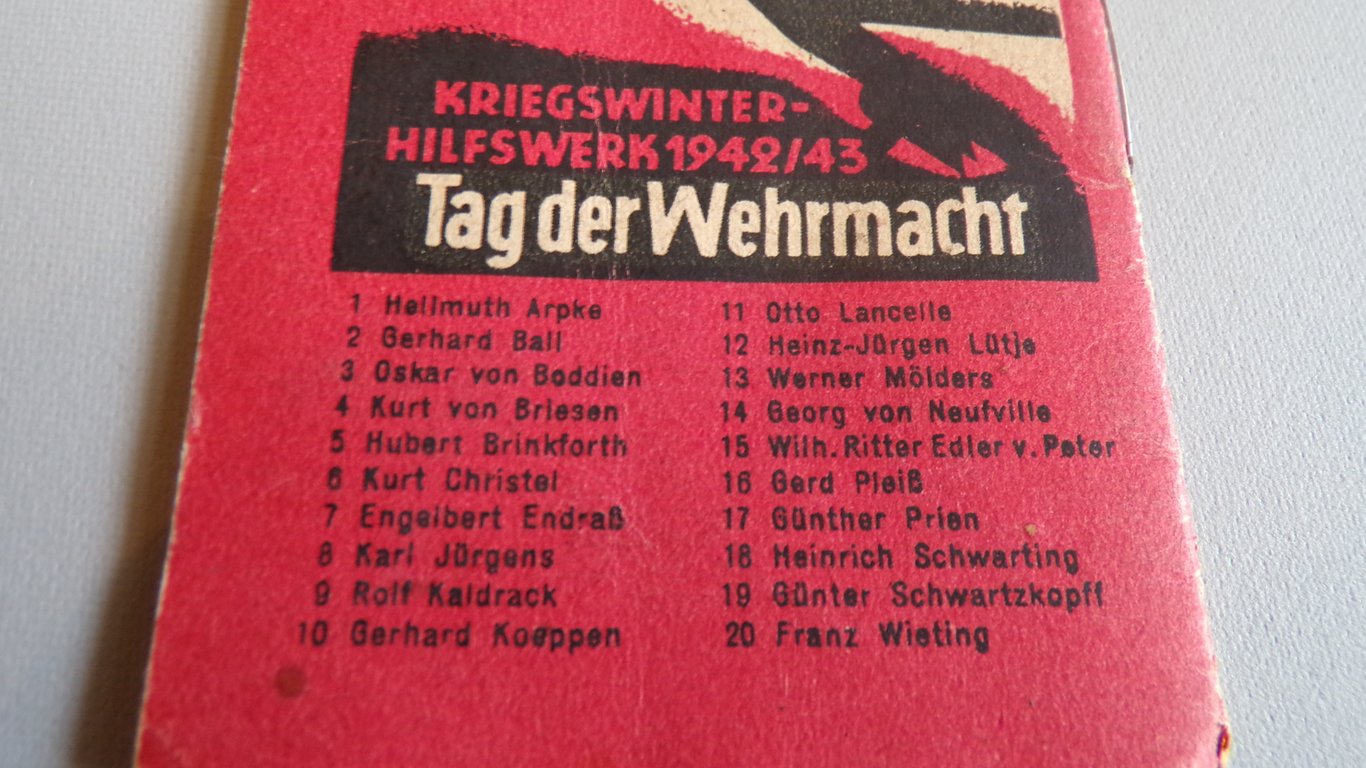 KRIEGSWINTER-
HILFSWERK 1942/43
Tag der Wehrmacht
1 Hellmuth Arpke
2 Gerhard Ball
3 Oskar von Boddien
4 Kurt von Briesen
5 Hubert Brinkforth
6 Kurt Christel
7 Engelbert Endraß
8 Karl Jürgens
9 Rolf Kaldrack
10 Gerhard Koeppen
11 Otto Lancelle
12 Heinz-Jürgen Lütje
13 Werner Mölders
14 Georg von Neufville
15 Wilh. Ritter Edler v. Peter
16 Gerd Pleiß
17 Günther Prien
18 Heinrich Schwarting
19 Günter Schwartzkopff
20 Franz Wieting